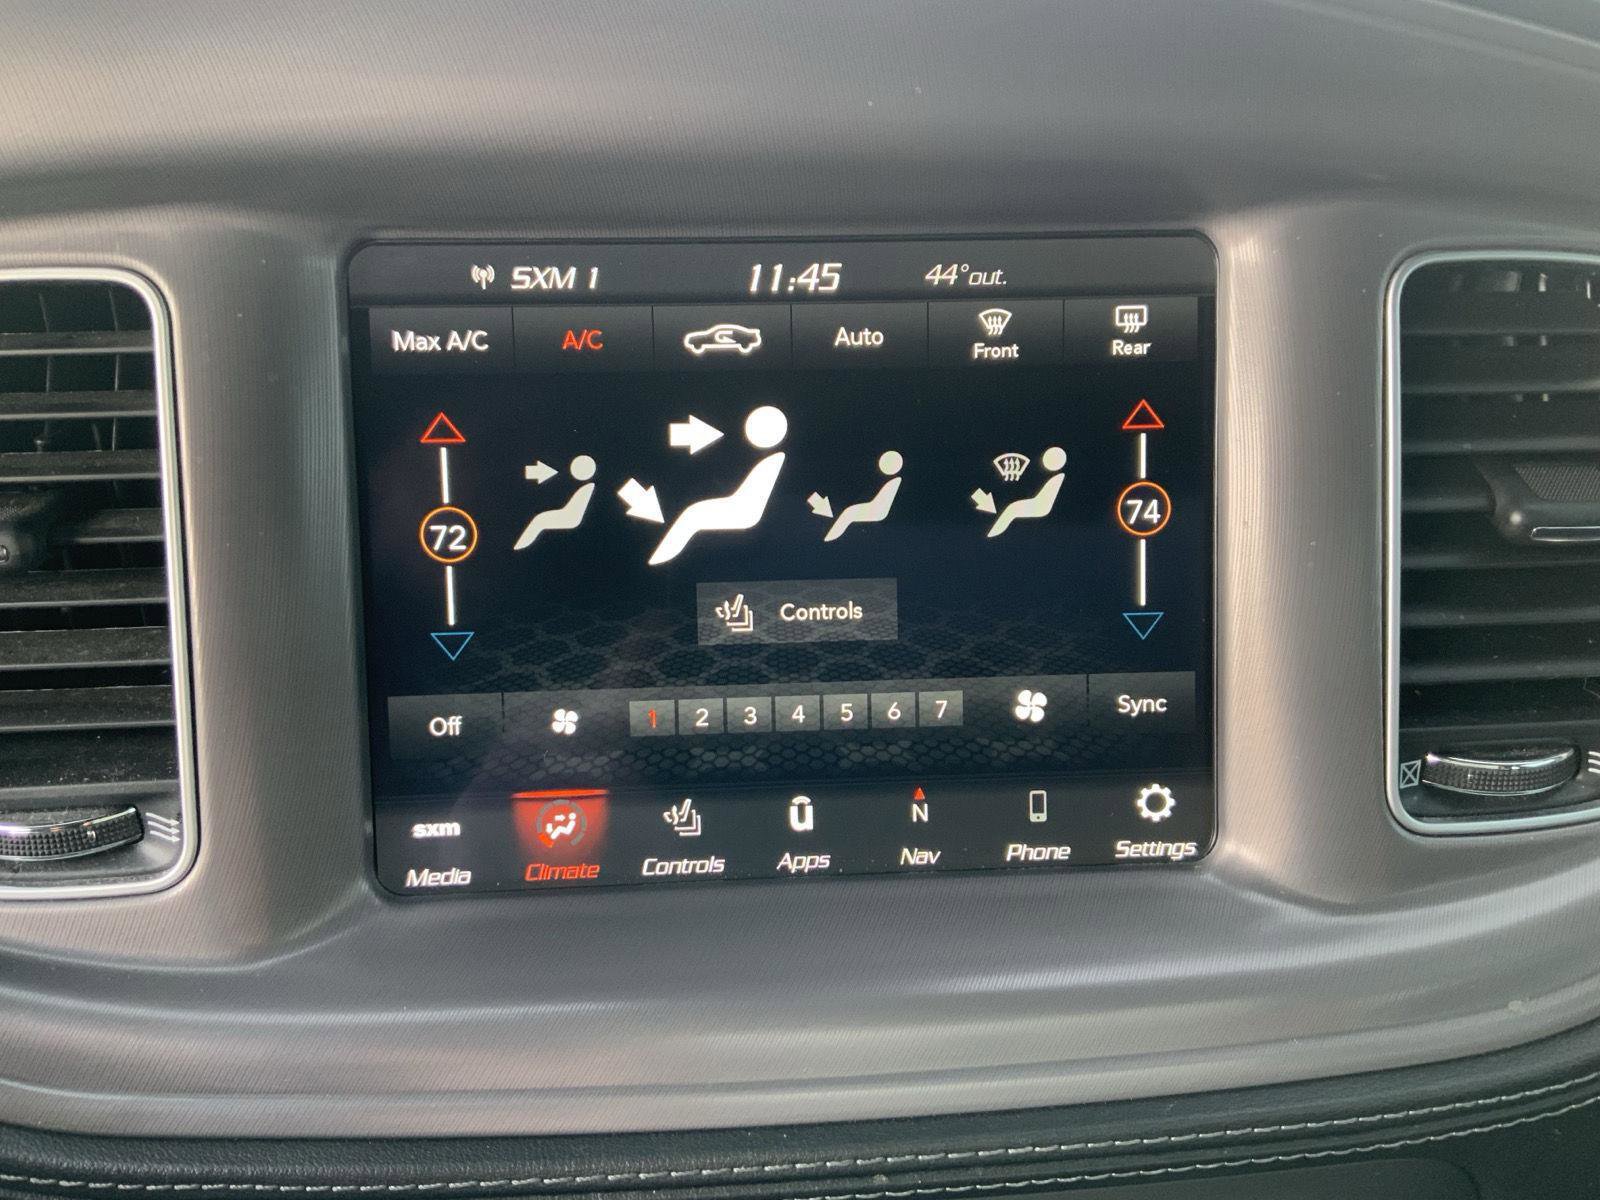 SXM 1 11:45 44° out.
Max A/C A/C Auto Front Rear
72 74
Controls
Off 1 2 3 4 5 6 7 Sync
sxm u N
Media Climate Controls Apps Nav Phone Settings